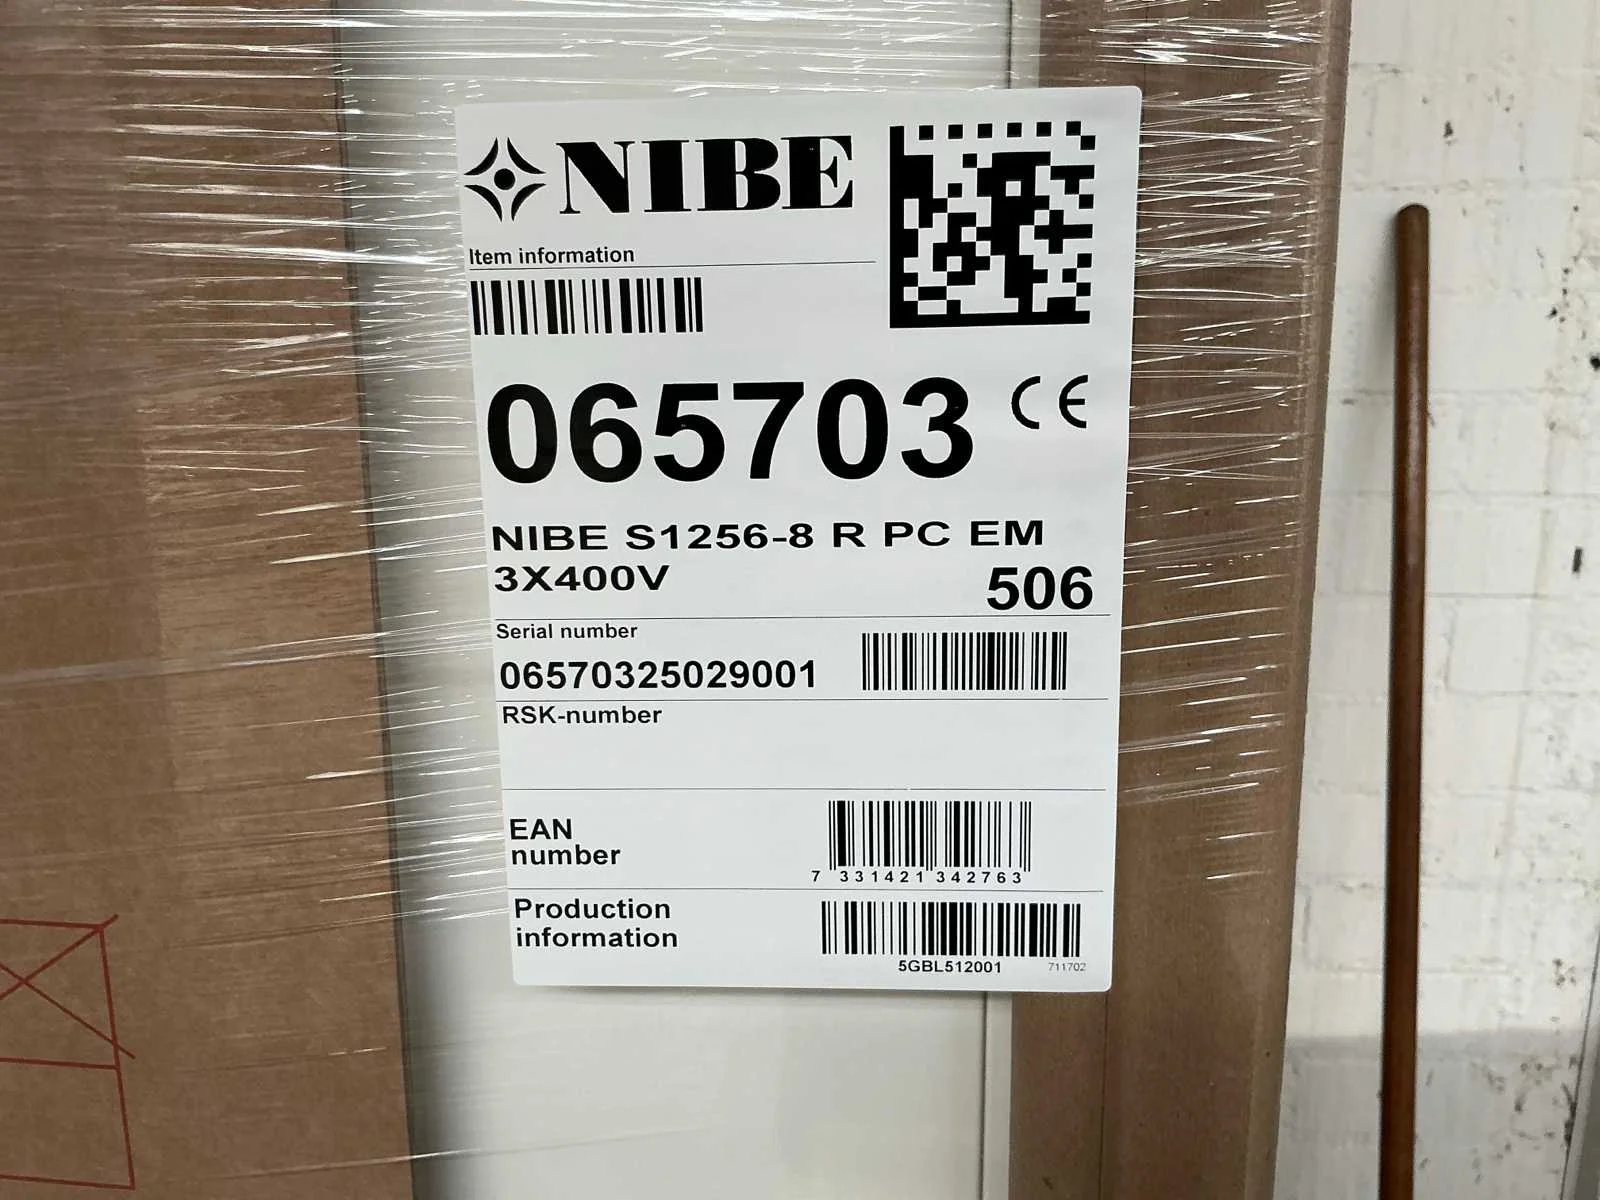 NIBE
Item information
065703 CE
NIBE S1256-8 R PC EM
3X400V 506
Serial number
06570325029001
RSK-number
EAN
number
7 331421 342763
Production
information
5GBL512001 711702